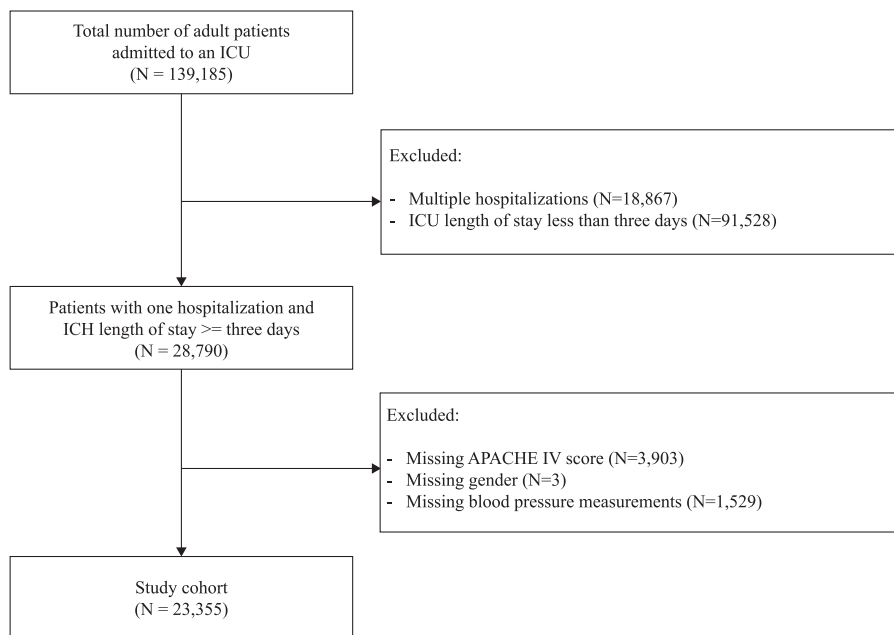 Total number of adult patients
admitted to an ICU
(N = 139,185)
Excluded:
- Multiple hospitalizations (N=18,867)
- ICU length of stay less than three days (N=91,528)
Patients with one hospitalization and
ICH length of stay >= three days
(N = 28,790)
Excluded:
- Missing APACHE IV score (N=3,903)
- Missing gender (N=3)
- Missing blood pressure measurements (N=1,529)
Study cohort
(N = 23,355)